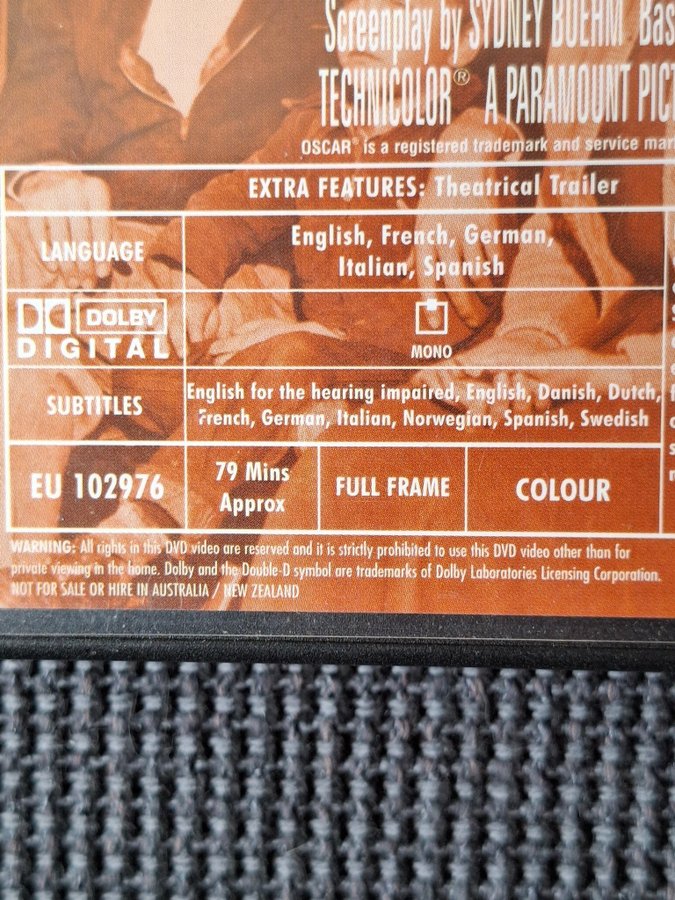 Screenplay by SYDNEY BOEHM Bas
TECHNICOLOR® A PARAMOUNT PICT
OSCAR® is a registered trademark and service mar
EXTRA FEATURES: Theatrical Trailer
LANGUAGE
English, French, German,
Italian, Spanish
DOLBY
DIGITAL
MONO
SUBTITLES
English for the hearing impaired, English, Danish, Dutch,
French, German, Italian, Norwegian, Spanish, Swedish
EU 102976
79 Mins
Approx
FULL FRAME
COLOUR
WARNING: All rights in this DVD video are reserved and it is strictly prohibited to use this DVD video other than for
private viewing in the home. Dolby and the Double-D symbol are trademarks of Dolby Laboratories Licensing Corporation.
NOT FOR SALE OR HIRE IN AUSTRALIA / NEW ZEALAND